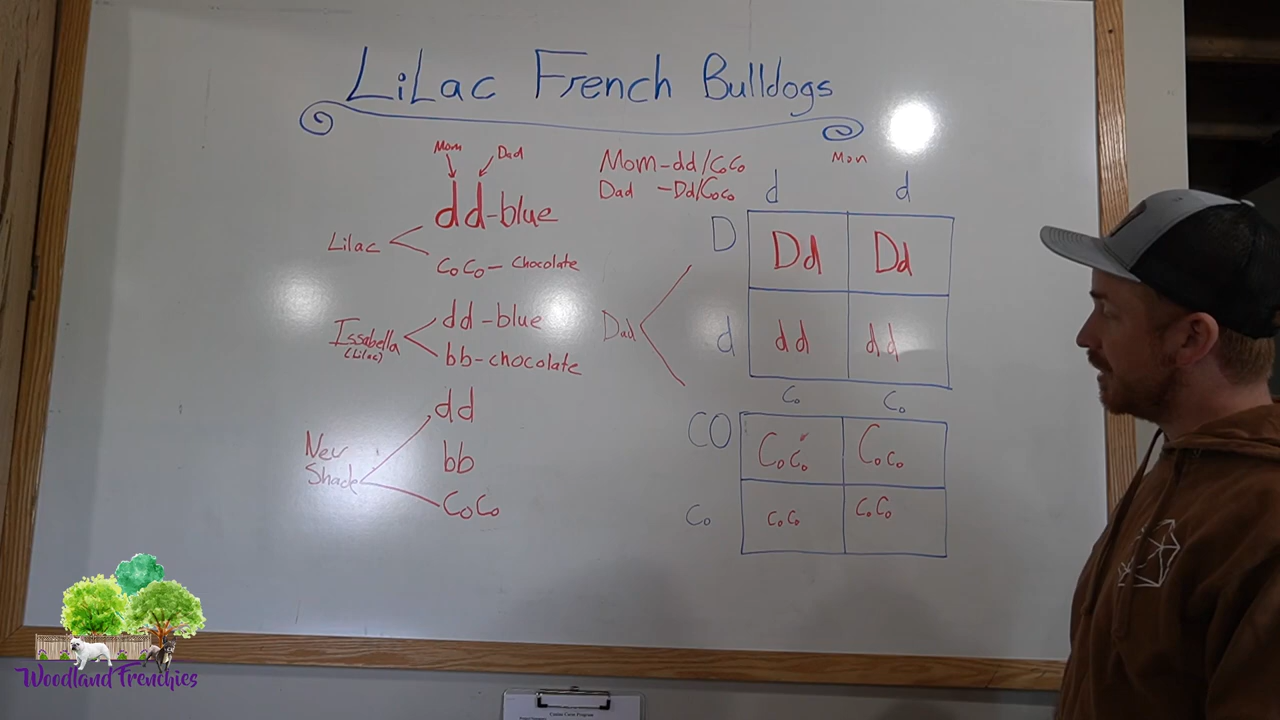 LiLac French Bulldogs
Mom Dad
dd-blue
Lilac
CoCo- Chocolate
Issabella
(Lilac)
dd -blue
bb-chocolate
New
Shade
dd
bb
CoCo
Mom-dd/CoCo
Dad -Dd/CoCo
Mom
d d
D Dd Dd
Dad
d dd dd
Co Co
CO CoCo CoCo
Co CoCo CoCo
Woodland Frenchies